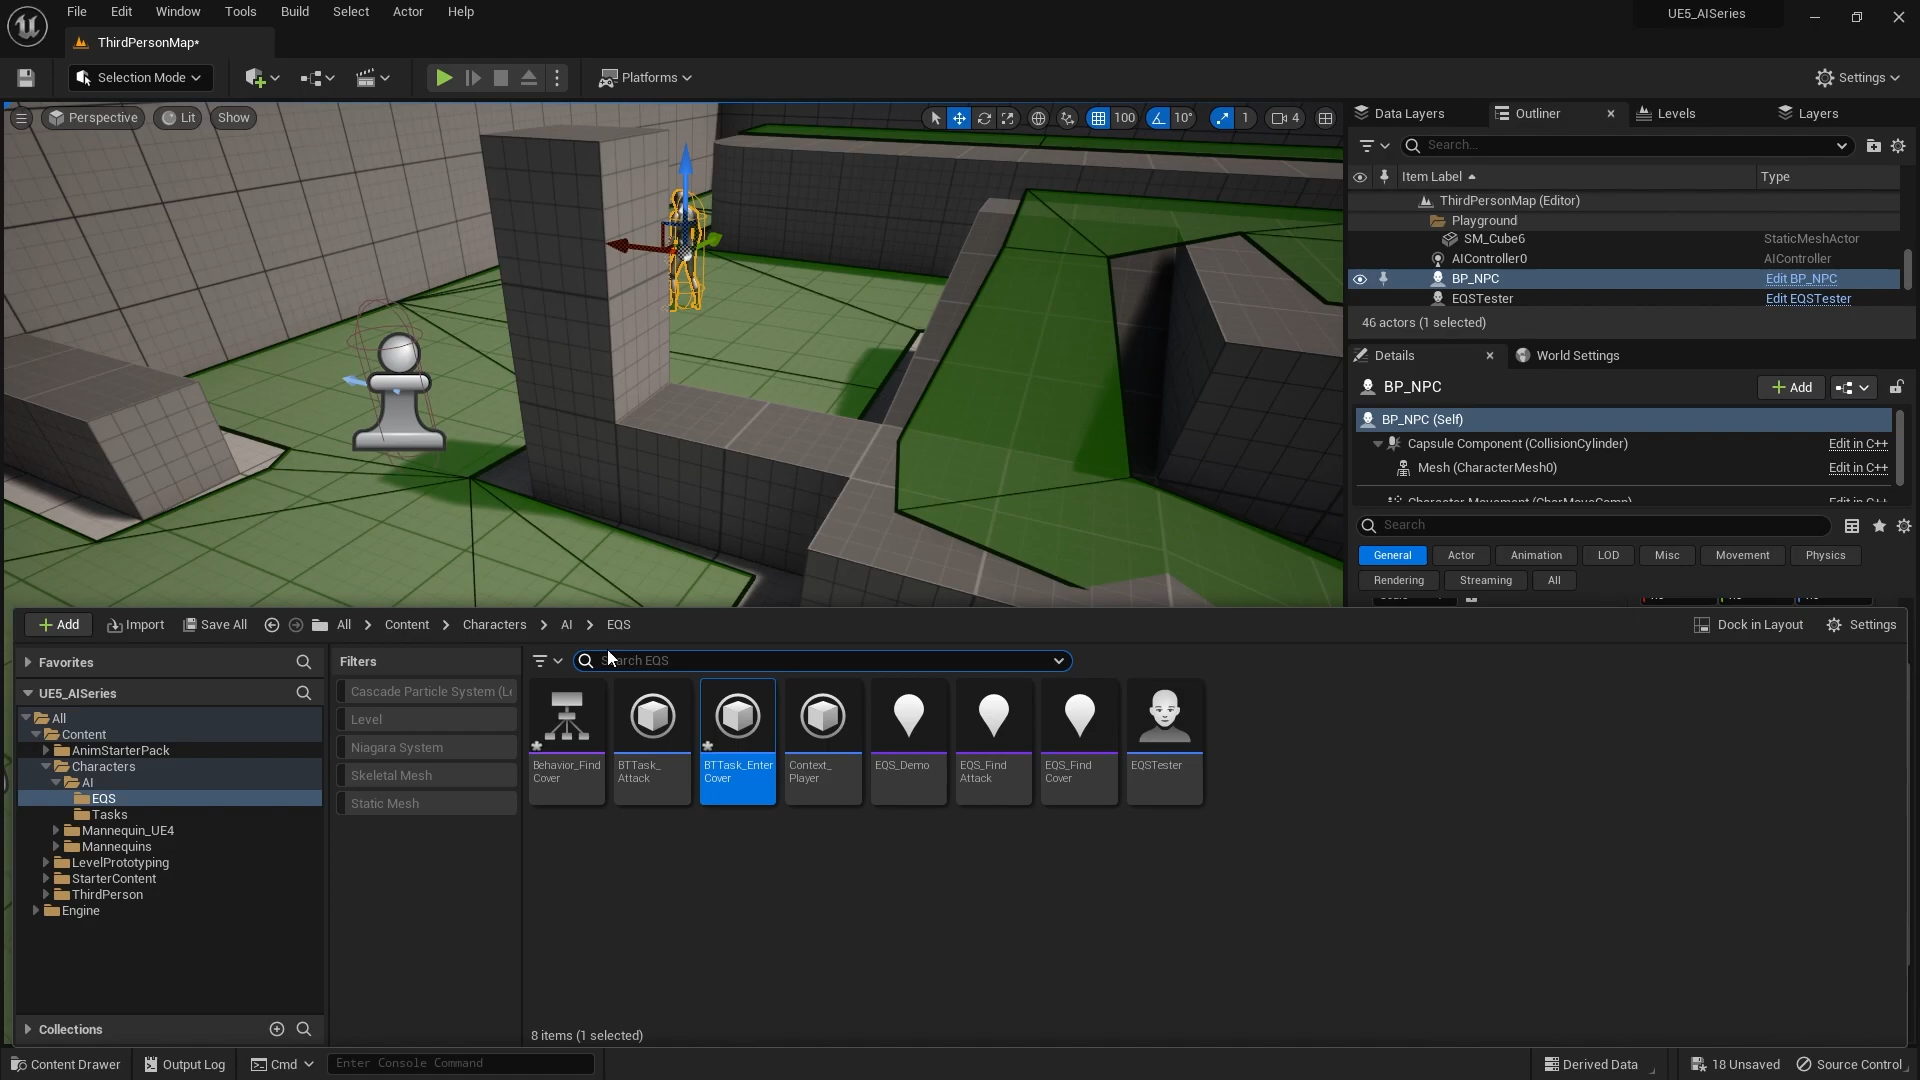 File Edit Window Tools Build Select Actor Help
UE5_AISeries
ThirdPersonMap*
Selection Mode
Platforms
Settings
Perspective Lit Show
100 10° 1 4
Data Layers Outliner Levels Layers
Search...
Item Label Type
ThirdPersonMap (Editor)
Playground
SM_Cube6 StaticMeshActor
AIController0 AIController
BP_NPC Edit BP_NPC
EQSTester Edit EQSTester
46 actors (1 selected)
Details World Settings
BP_NPC Add
BP_NPC (Self)
Capsule Component (CollisionCylinder) Edit in C++
Mesh (CharacterMesh0) Edit in C++
Character Movement (CharMoveComp) Edit in C++
Search
General Actor Animation LOD Misc Movement Physics
Rendering Streaming All
Add Import Save All All Content Characters AI EQS
Dock in Layout Settings
Favorites
UE5_AISeries
All
Content
AnimStarterPack
Characters
AI
EQS
Tasks
Mannequin_UE4
Mannequins
LevelPrototyping
StarterContent
ThirdPerson
Engine
Collections
Filters
Cascade Particle System (Le
Level
Niagara System
Skeletal Mesh
Static Mesh
Search EQS
Behavior_Find
Cover
BTTask_
Attack
BTTask_Enter
Cover
Context_
Player
EQS_Demo
EQS_Find
Attack
EQS_Find
Cover
EQSTester
8 items (1 selected)
Content Drawer Output Log Cmd Enter Console Command
Derived Data 18 Unsaved Source Control